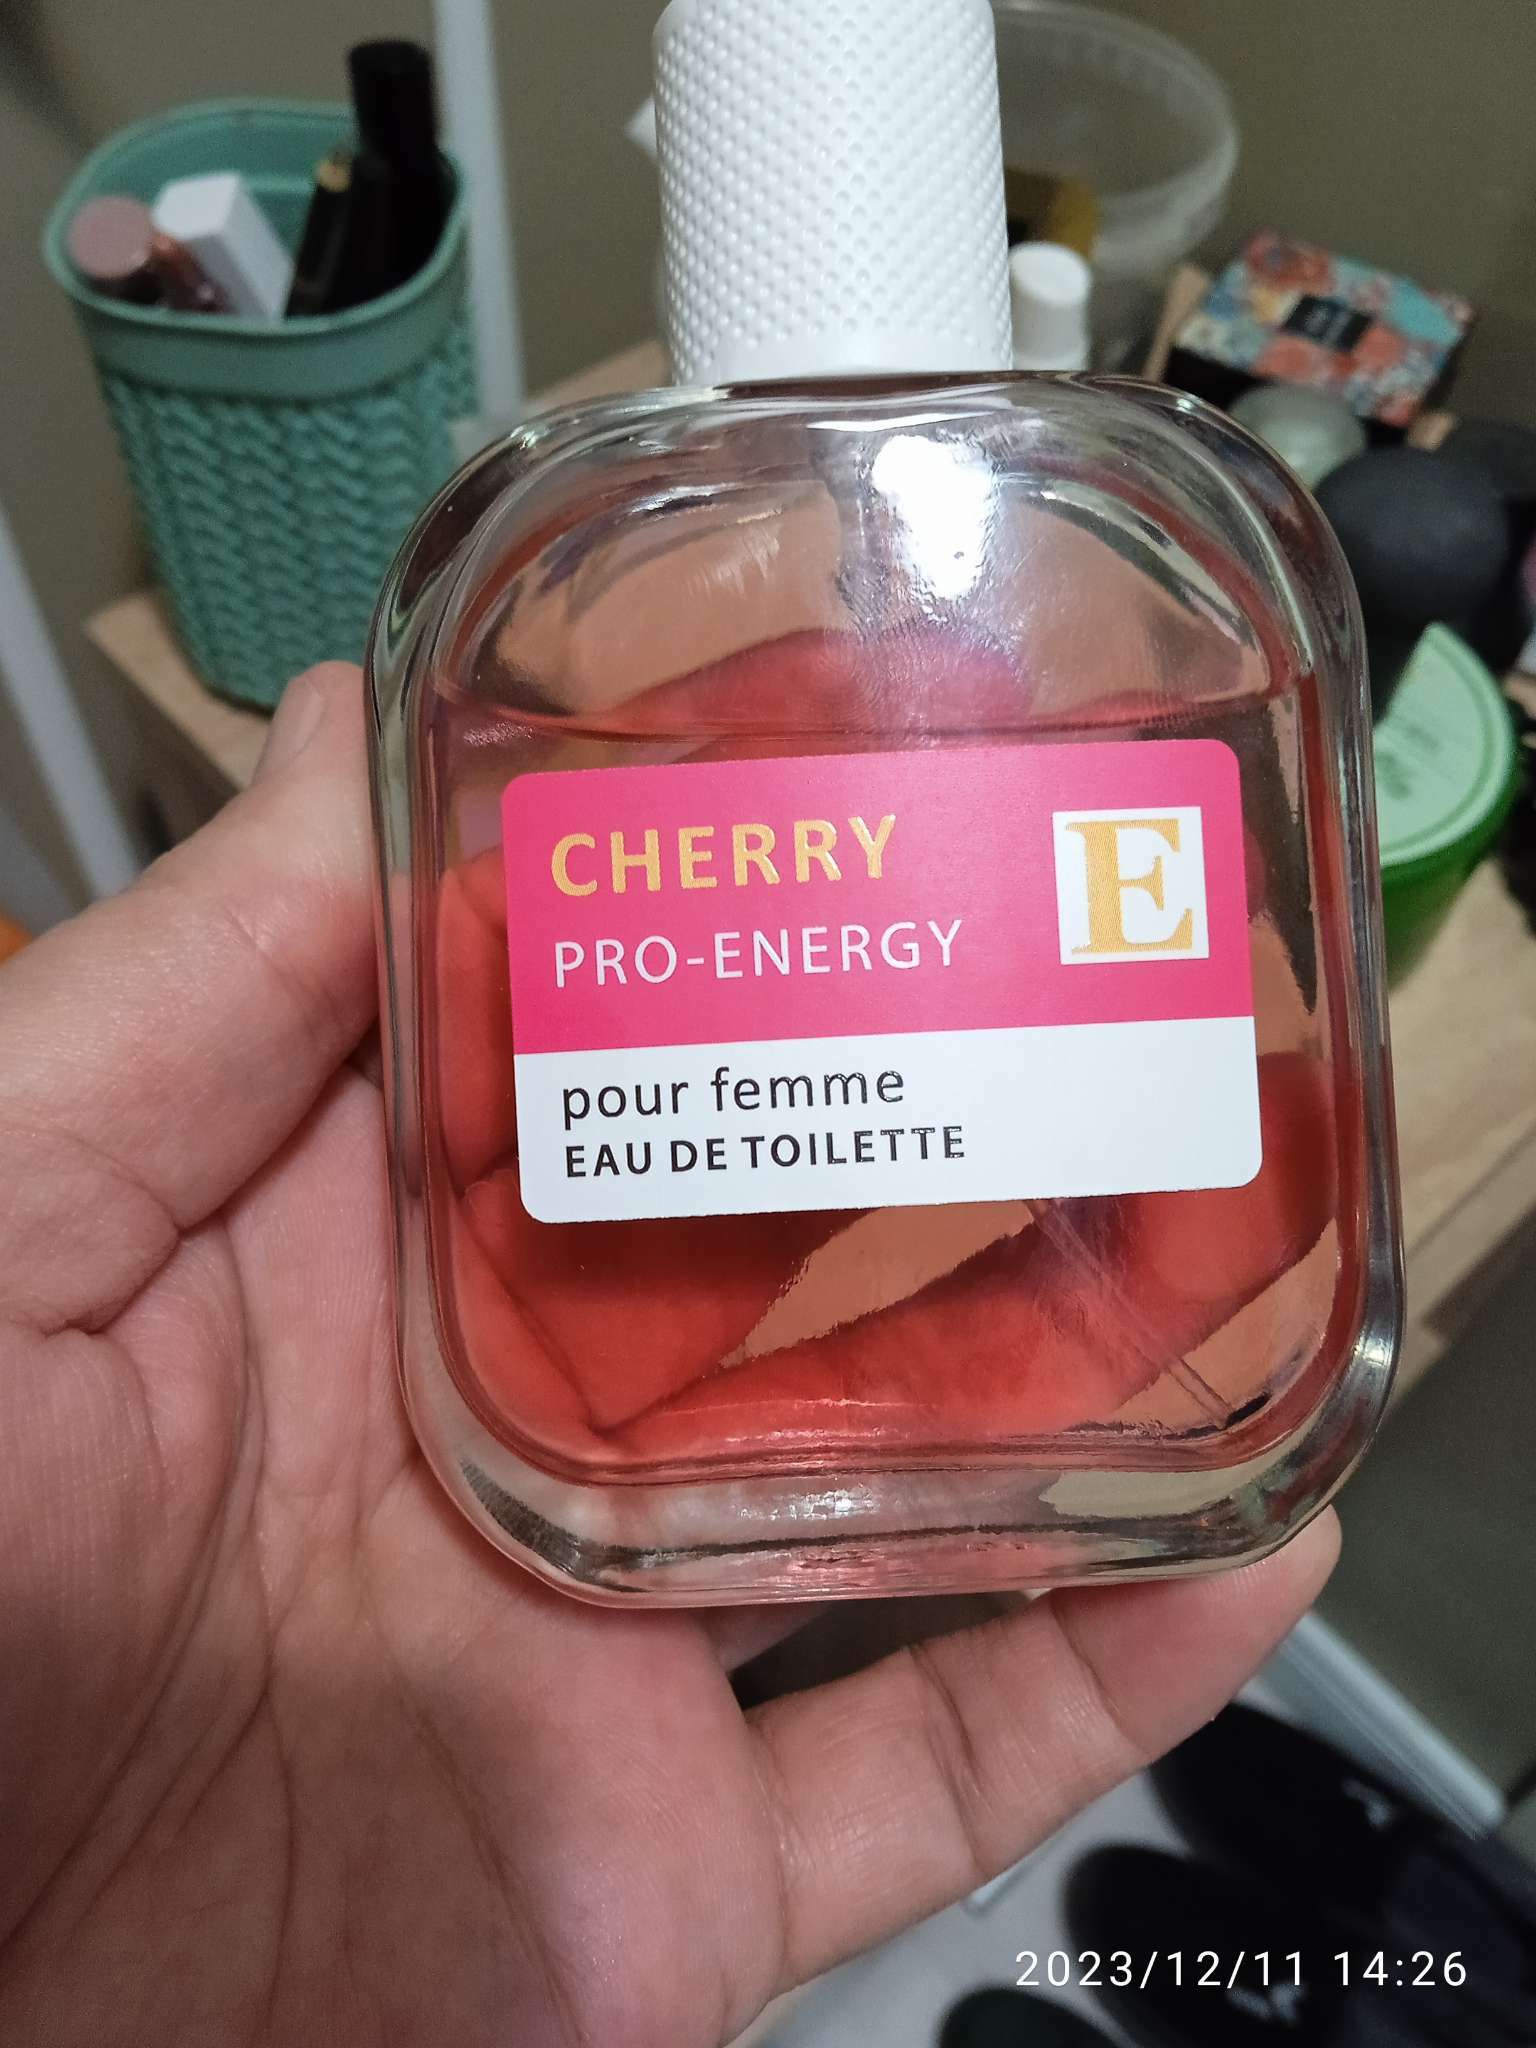 CHERRY
PRO-ENERGY
E
pour femme
EAU DE TOILETTE
2023/12/11 14:26